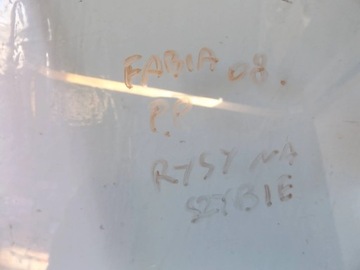 FABIA 08.
P.P
RYSY NA
SZYBIE